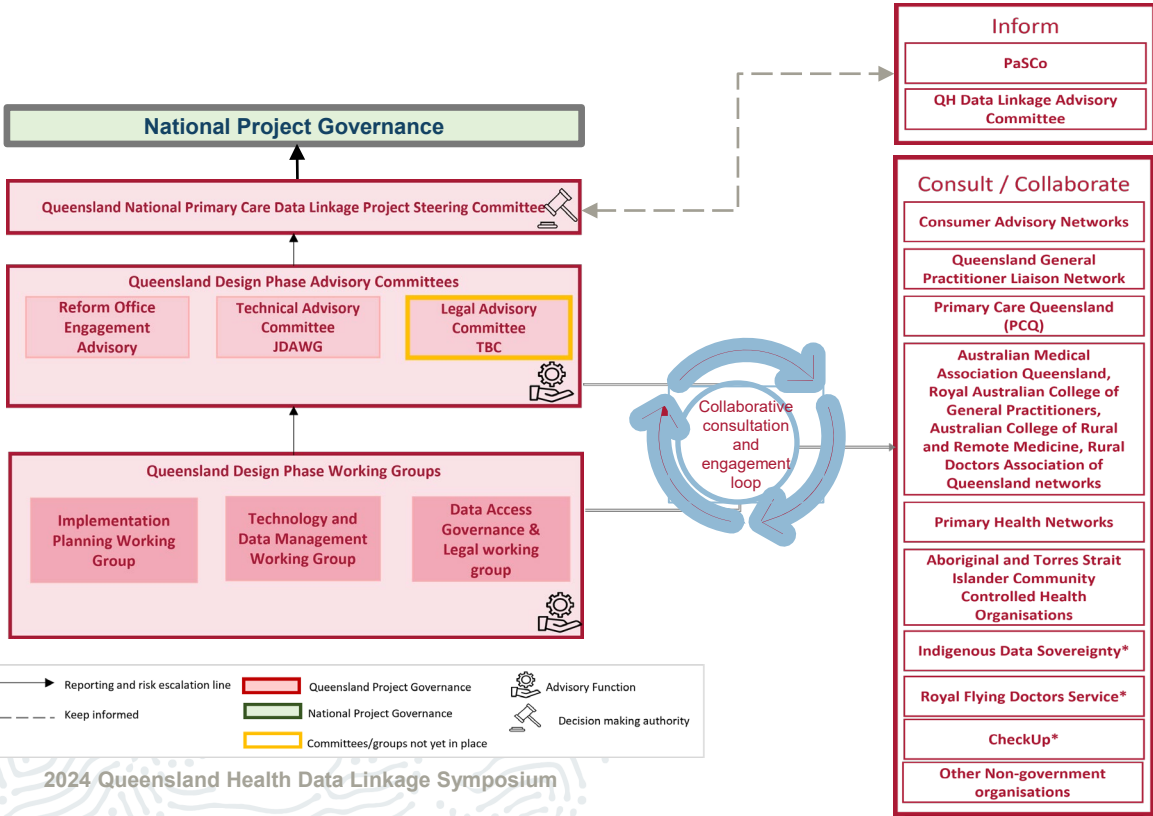 National Project Governance
Queensland National Primary Care Data Linkage Project Steering Committee
Queensland Design Phase Advisory Committees
Reform Office
Engagement
Advisory
Technical Advisory
Committee
JDAWG
Legal Advisory
Committee
TBC
Queensland Design Phase Working Groups
Implementation
Planning Working
Group
Technology and
Data Management
Working Group
Data Access
Governance &
Legal working
group
Collaborative
consultation
and
engagement
loop
Inform
PaSCo
QH Data Linkage Advisory
Committee
Consult / Collaborate
Consumer Advisory Networks
Queensland General
Practitioner Liaison Network
Primary Care Queensland
(PCQ)
Australian Medical
Association Queensland,
Royal Australian College of
General Practitioners,
Australian College of Rural
and Remote Medicine, Rural
Doctors Association of
Queensland networks
Primary Health Networks
Aboriginal and Torres Strait
Islander Community
Controlled Health
Organisations
Indigenous Data Sovereignty*
Royal Flying Doctors Service*
CheckUp*
Other Non-government
organisations
Reporting and risk escalation line
Keep informed
Queensland Project Governance
National Project Governance
Committees/groups not yet in place
Advisory Function
Decision making authority
2024 Queensland Health Data Linkage Symposium